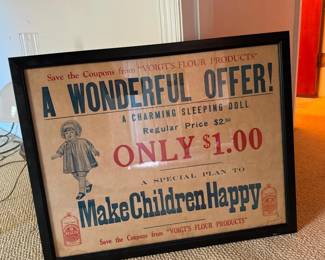 Save the Coupons from "VOIGT'S FLOUR PRODUCTS"
A WONDERFUL OFFER!
A CHARMING SLEEPING DOLL
Regular Price $2.50
ONLY $1.00
A SPECIAL PLAN TO
Make Children Happy
Save the Coupons from "VOIGT'S FLOUR PRODUCTS"